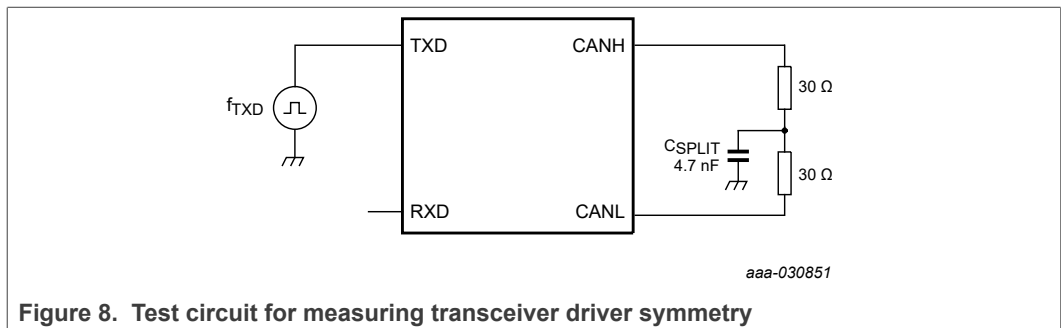 TXD
CANH
30 Ω
fTXD
CSPLIT
4.7 nF
30 Ω
RXD
CANL
aaa-030851
Figure 8. Test circuit for measuring transceiver driver symmetry